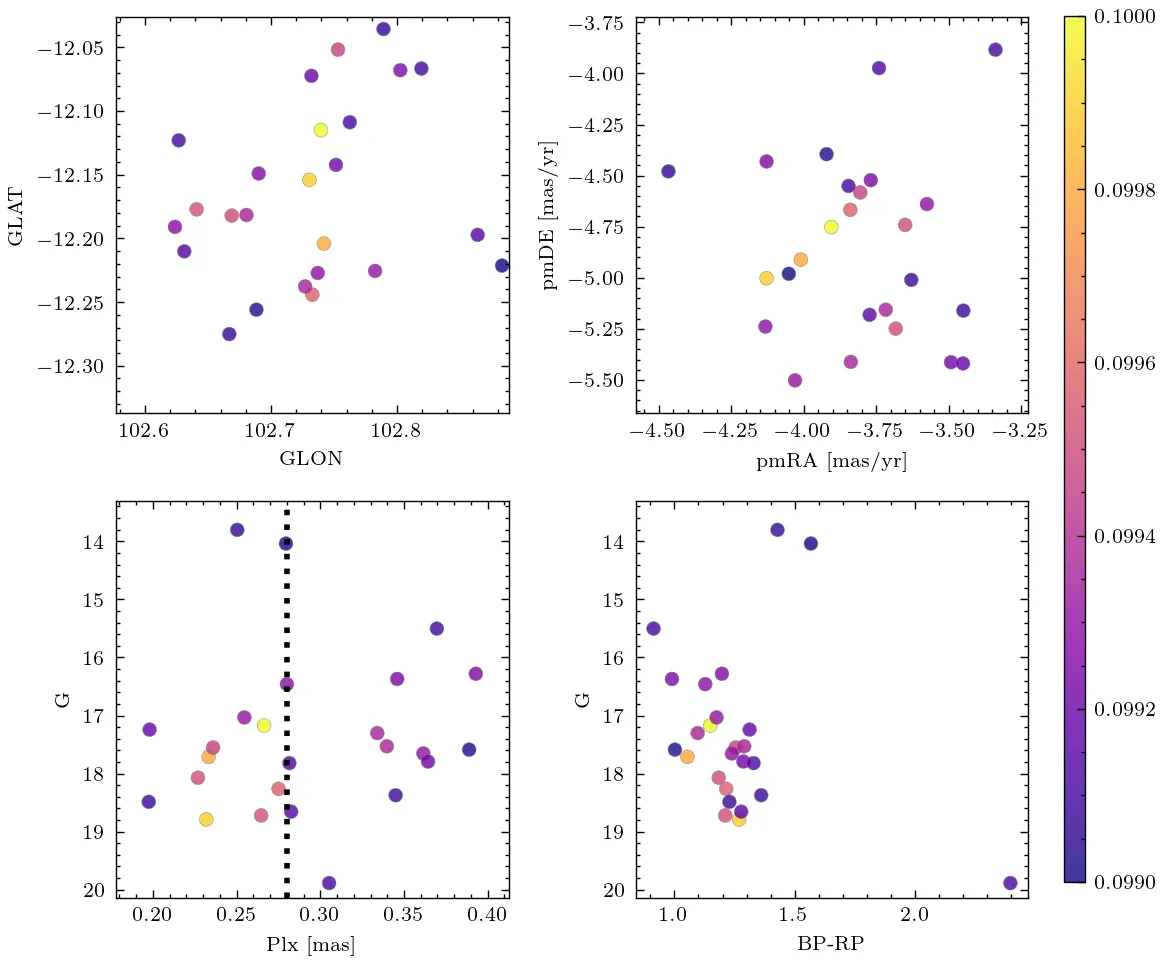 −12.05
−12.10
−12.15
−12.20
−12.25
−12.30
GLAT
102.6 102.7 102.8
GLON
−3.75
−4.00
−4.25
−4.50
−4.75
−5.00
−5.25
−5.50
pmDE [mas/yr]
−4.50 −4.25 −4.00 −3.75 −3.50 −3.25
pmRA [mas/yr]
14
15
16
17
18
19
20
G
0.20 0.25 0.30 0.35 0.40
Plx [mas]
14
15
16
17
18
19
20
G
1.0 1.5 2.0
BP-RP
0.1000
0.0998
0.0996
0.0994
0.0992
0.0990